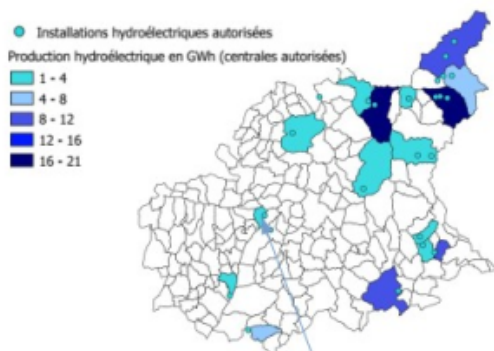 Installations hydroélectriques autorisées
Production hydroélectrique en GWh (centrales autorisées)
1 - 4
4 - 8
8 - 12
12 - 16
16 - 21